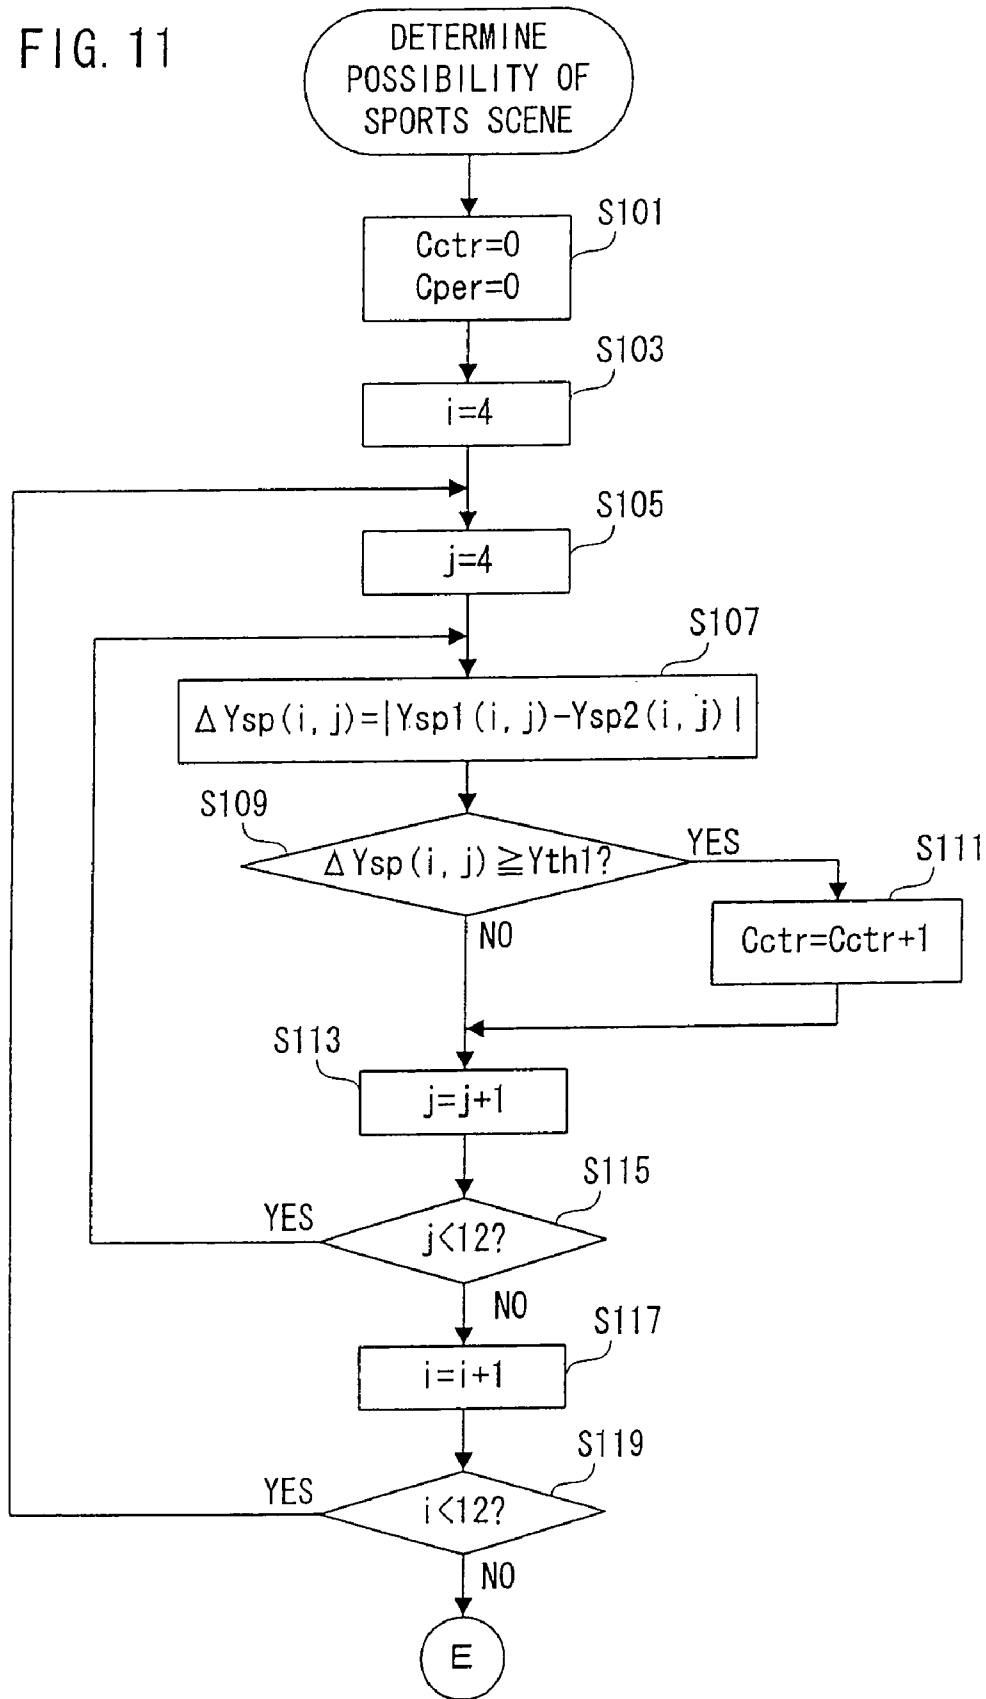 FIG. 11
DETERMINE
POSSIBILITY OF
SPORTS SCENE
S101
Cctr=0
Cper=0
S103
i=4
S105
j=4
S107
ΔYsp(i, j)=|Ysp1(i, j)-Ysp2(i, j)|
S109
ΔYsp(i, j)≧Yth1?
YES
S111
Cctr=Cctr+1
NO
S113
j=j+1
S115
YES
j<12?
NO
S117
i=i+1
S119
YES
i<12?
NO
E